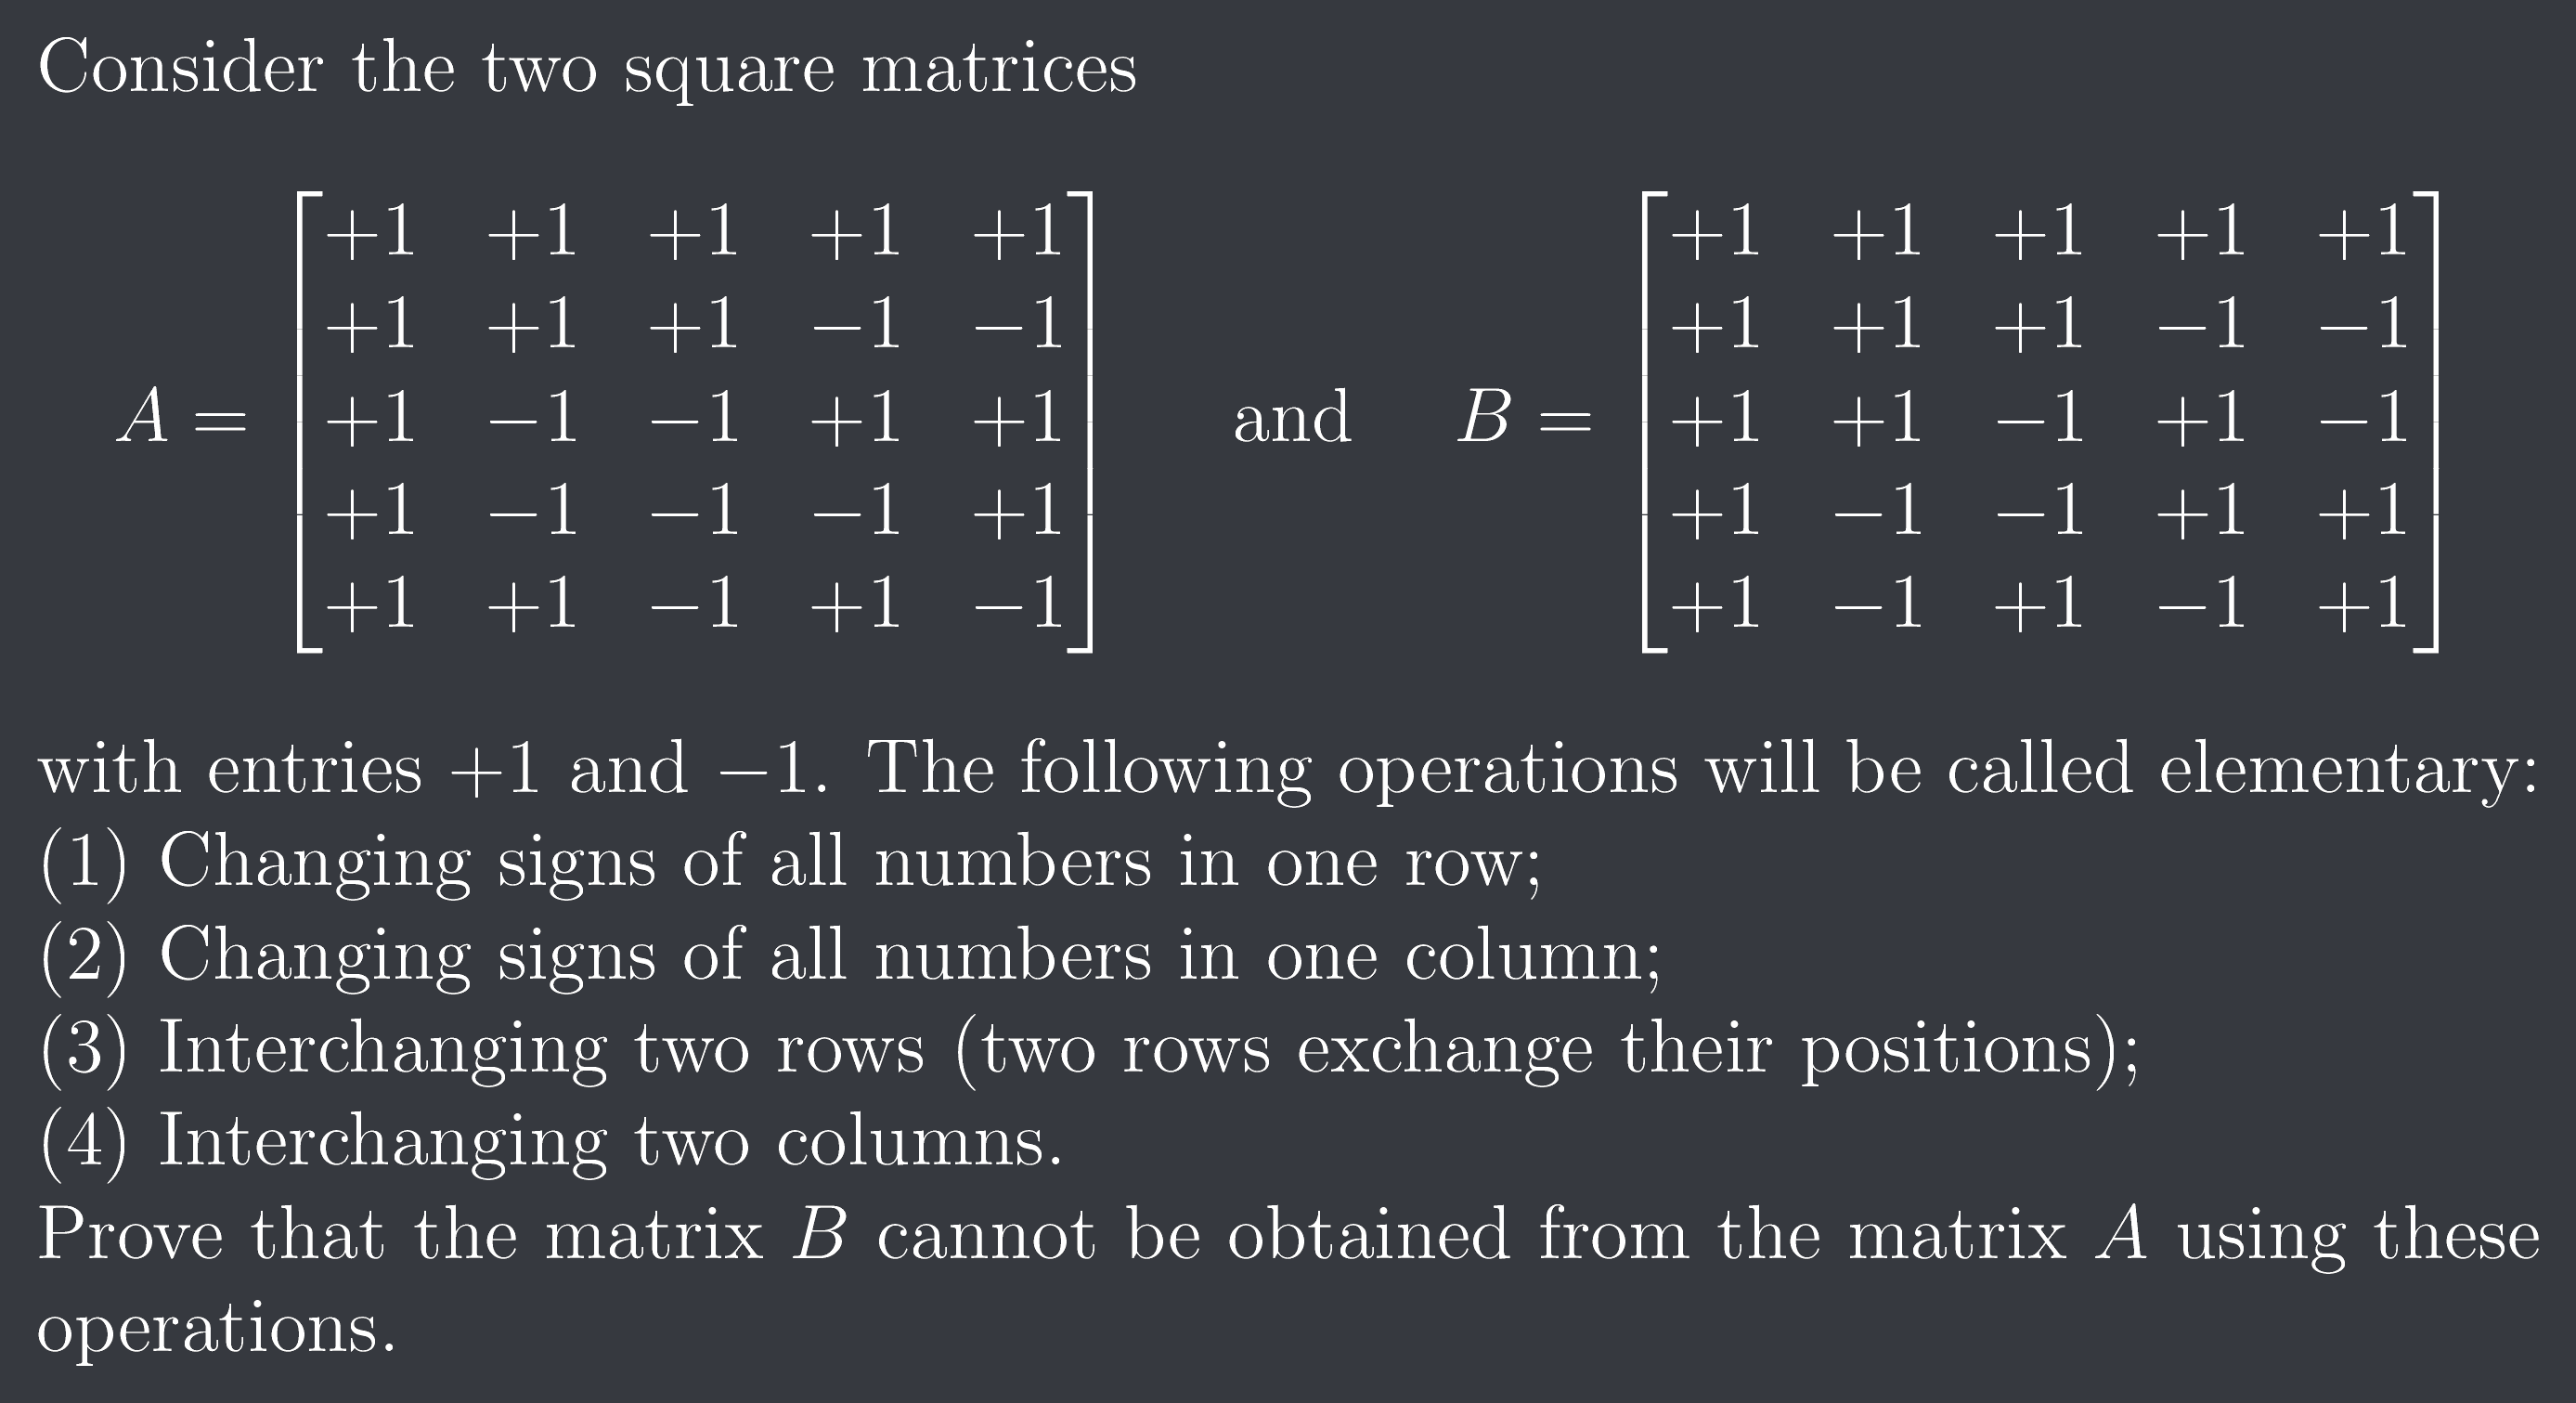 Consider the two square matrices
+1 +1 +1 +1 +1 +1 +1 +1 +1 +1
+1 +1 +1 −1 −1 +1 +1 +1 −1 −1
A = +1 −1 −1 +1 +1 and B = +1 +1 −1 +1 −1
+1 −1 −1 −1 +1 +1 −1 −1 +1 +1
+1 +1 −1 +1 −1 +1 −1 +1 −1 +1
with entries +1 and −1. The following operations will be called elementary:
(1) Changing signs of all numbers in one row;
(2) Changing signs of all numbers in one column;
(3) Interchanging two rows (two rows exchange their positions);
(4) Interchanging two columns.
Prove that the matrix B cannot be obtained from the matrix A using these
operations.